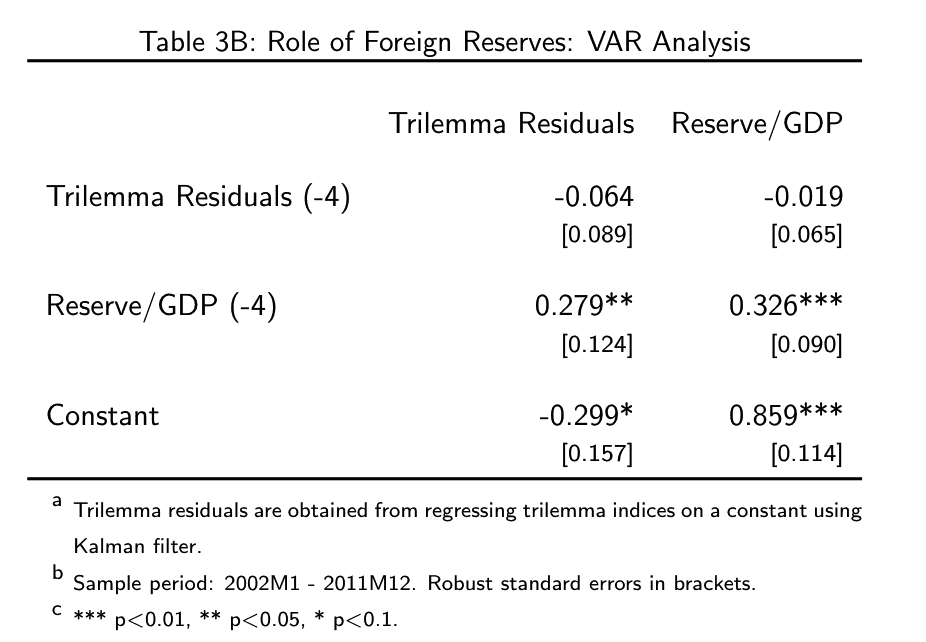 Table 3B: Role of Foreign Reserves: VAR Analysis
Trilemma Residuals Reserve/GDP
Trilemma Residuals (-4) -0.064 -0.019
[0.089] [0.065]
Reserve/GDP (-4) 0.279** 0.326***
[0.124] [0.090]
Constant -0.299* 0.859***
[0.157] [0.114]
a Trilemma residuals are obtained from regressing trilemma indices on a constant using
Kalman filter.
b Sample period: 2002M1 - 2011M12. Robust standard errors in brackets.
c *** p<0.01, ** p<0.05, * p<0.1.